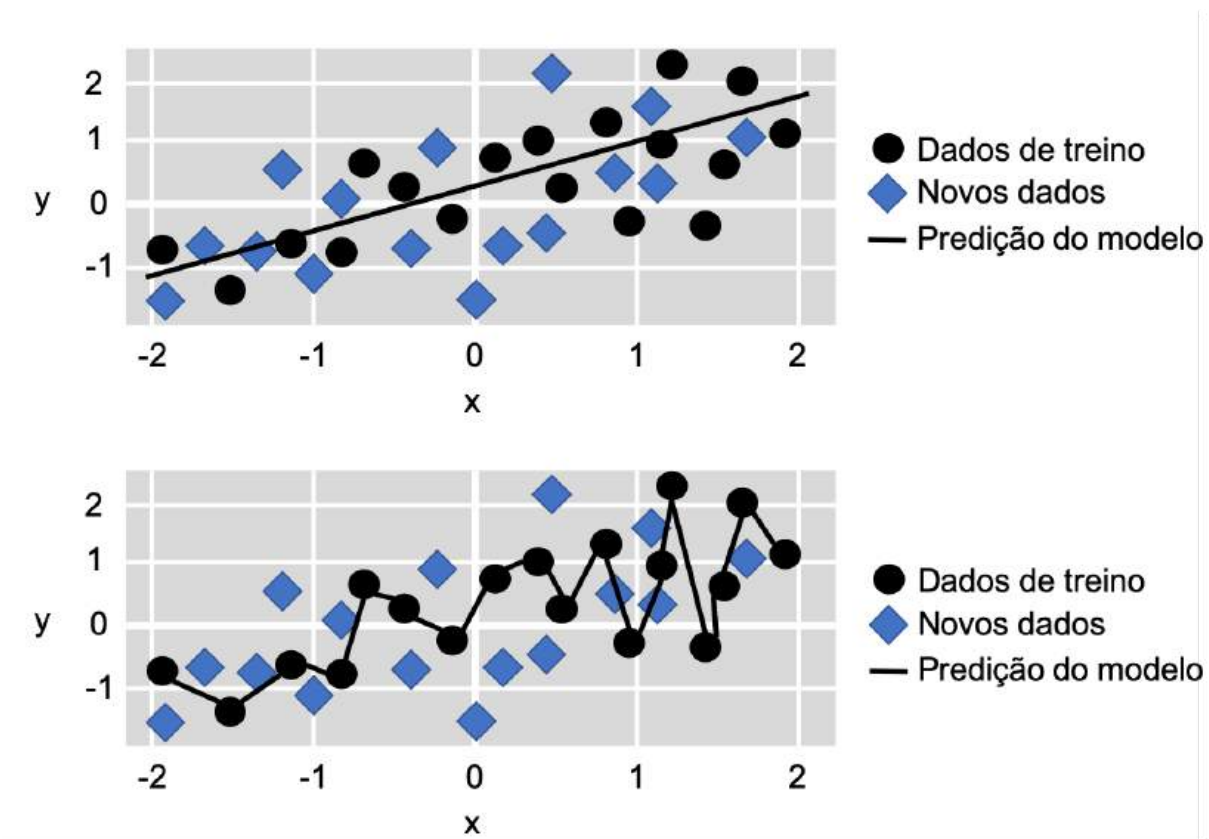 2
1
y
0
-1
-2 -1 0 1 2
x
Dados de treino
Novos dados
Predição do modelo
2
1
y
0
-1
-2 -1 0 1 2
x
Dados de treino
Novos dados
Predição do modelo